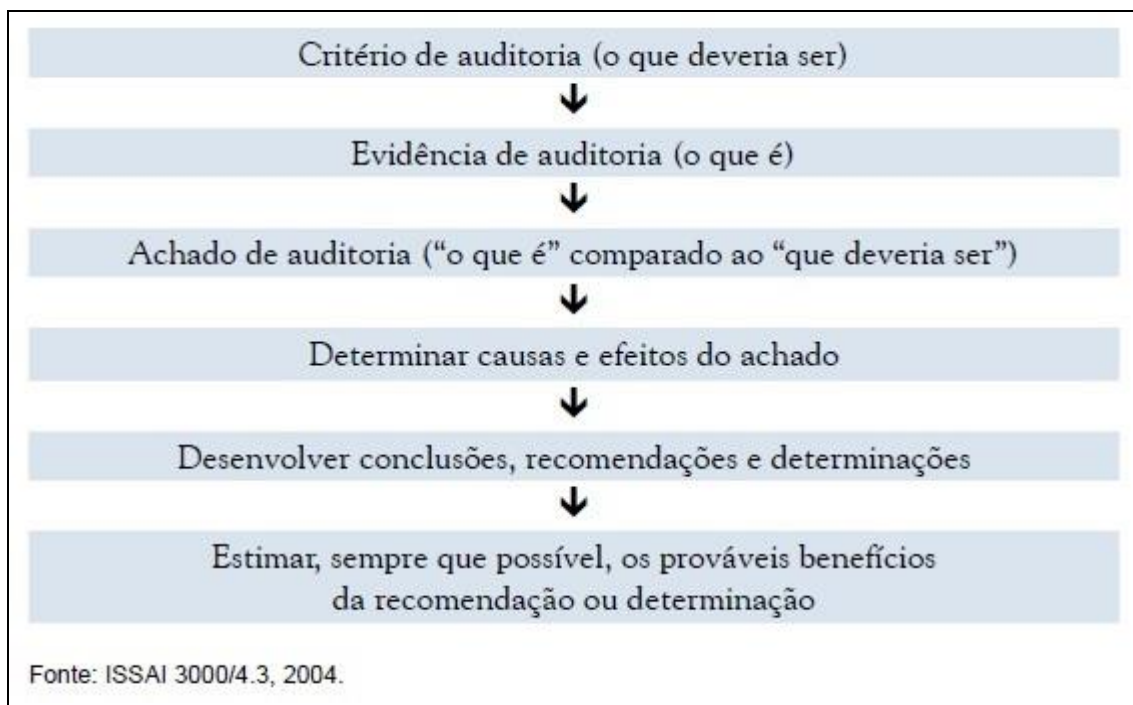 Critério de auditoria (o que deveria ser)
Evidência de auditoria (o que é)
Achado de auditoria (“o que é” comparado ao “que deveria ser”)
Determinar causas e efeitos do achado
Desenvolver conclusões, recomendações e determinações
Estimar, sempre que possível, os prováveis benefícios
da recomendação ou determinação
Fonte: ISSAI 3000/4.3, 2004.